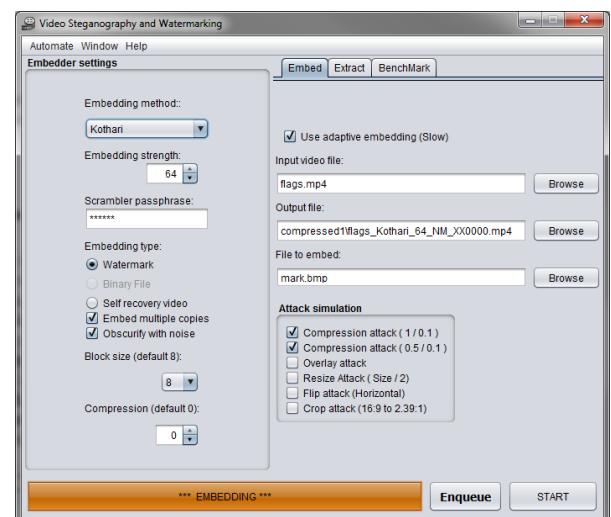 Video Steganography and Watermarking
Automate Window Help
Embedder settings
Embedding method::
Kothari
Embedding strength:
64
Scrambler passphrase:
******
Embedding type:
Watermark
Binary File
Self recovery video
Embed multiple copies
Obscurify with noise
Block size (default 8):
8
Compression (default 0):
0
Embed Extract BenchMark
Use adaptive embedding (Slow)
Input video file:
flags.mp4 Browse
Output file:
compressed1\flags_Kothari_64_NM_XX0000.mp4 Browse
File to embed:
mark.bmp Browse
Attack simulation
Compression attack ( 1 / 0.1 )
Compression attack ( 0.5 / 0.1 )
Overlay attack
Resize Attack ( Size / 2)
Flip attack (Horizontal)
Crop attack (16:9 to 2.39:1)
*** EMBEDDING *** Enqueue START